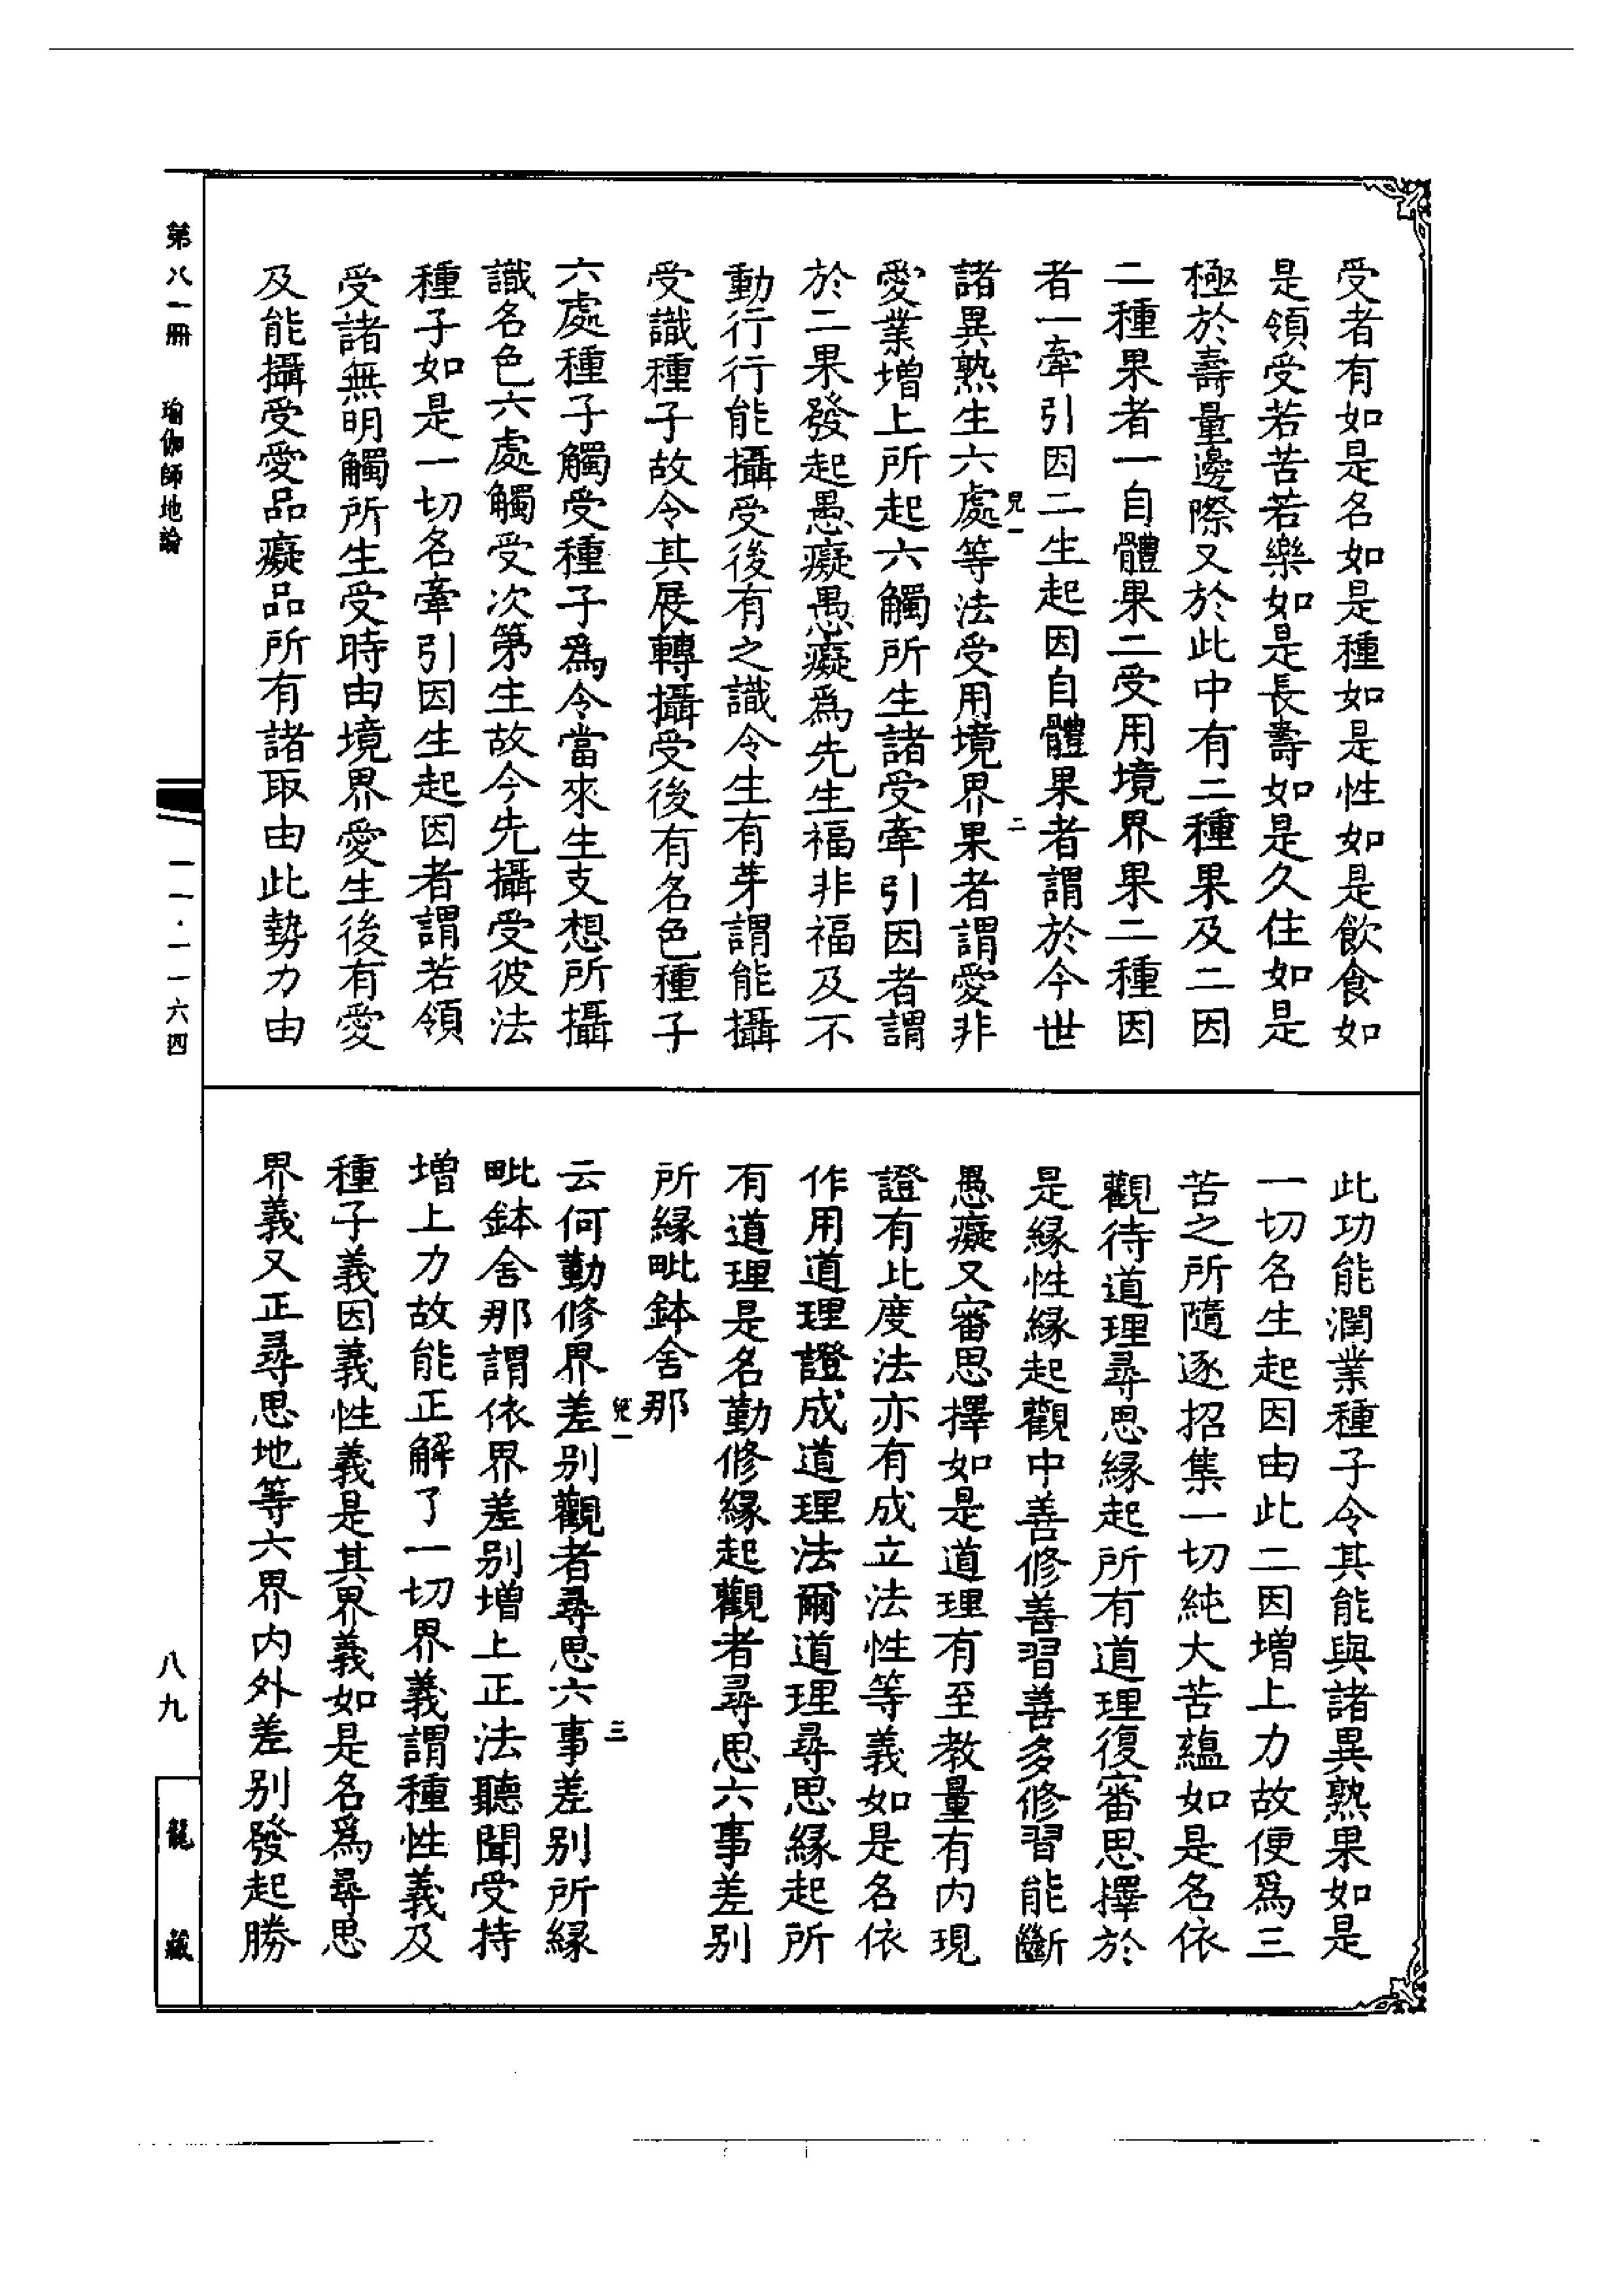 受者有如是名如是種如是性如是飲食如
是領受若苦若樂如是長壽如是久住如是
極於壽量邊際又於此中有二種果及二因
二種果者一自體果二受用境界果二種因
者一牽引因二生起因自體果者謂於今世
諸異熟生六處等法受用境界果者謂愛非
愛業增上所起六觸所生諸受牽引因者謂
於二果發起愚癡愚癡爲先生福非福及不
動行行能攝受後有之識令生有芽謂能攝
受識種子故令其展轉攝受後有名色種子
六處種子觸受種子爲令當來生支想所攝
識名色六處觸受次第生故今先攝受彼法
種子如是一切名牽引因生起因者謂若領
受諸無明觸所生受時由境界愛生後有愛
及能攝受愛品癡品所有諸取由此勢力由
此功能潤業種子令其能與諸異熟果如是
一切名生起因由此二因增上力故便爲三
苦之所隨逐招集一切純大苦蘊如是名依
觀待道理尋思緣起所有道理復審思擇於
是緣性緣起觀中善修善習善多修習能斷
愚癡又審思擇如是道理有至教量有內現
證有比度法亦有成立法性等義如是名依
作用道理證成道理法爾道理尋思緣起所
有道理是名勤修緣起觀者尋思六事差別
所緣毗鉢舍那
云何勤修界差別觀者尋思六事差別所緣
毗鉢舍那謂依界差別增上正法聽聞受持
增上力故能正解了一切界義謂種性義及
種子義因義性義是其界義如是名爲尋思
界義又正尋思地等六界內外差別發起勝
兒一
二
兒一
三
第八一冊
瑜伽師地論
一一·一一六四
八九
龍藏